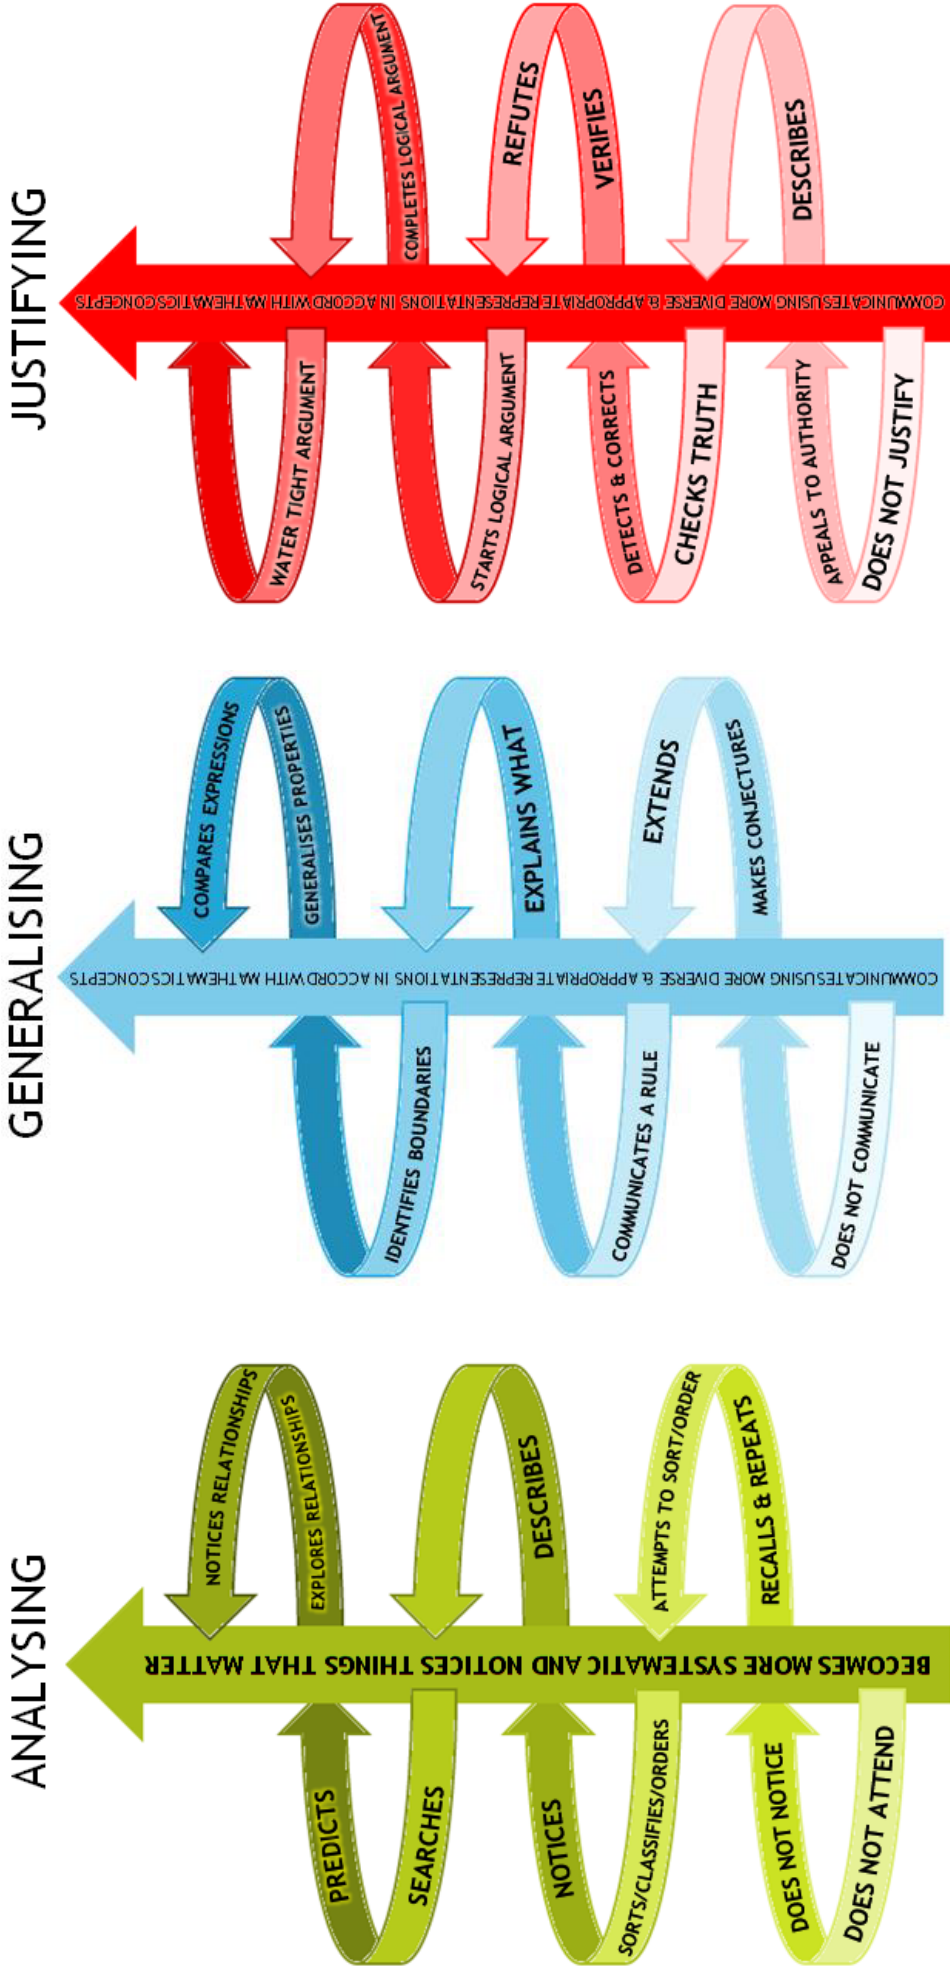 JUSTIFYING
COMPLETES LOGICAL ARGUMENT
REFUTES
VERIFIES
DESCRIBES
COMMUNICATES USING MORE DIVERSE & APPROPRIATE REPRESENTATIONS IN ACCORD WITH MATHEMATICS CONCEPTS
WATER TIGHT ARGUMENT
STARTS LOGICAL ARGUMENT
DETECTS & CORRECTS
CHECKS TRUTH
APPEALS TO AUTHORITY
DOES NOT JUSTIFY
GENERALISING
COMPARES EXPRESSIONS
GENERALISES PROPERTIES
EXPLAINS WHAT
EXTENDS
MAKES CONJECTURES
COMMUNICATES USING MORE DIVERSE & APPROPRIATE REPRESENTATIONS IN ACCORD WITH MATHEMATICS CONCEPTS
IDENTIFIES BOUNDARIES
COMMUNICATES A RULE
DOES NOT COMMUNICATE
ANALYSING
NOTICES RELATIONSHIPS
EXPLORES RELATIONSHIPS
DESCRIBES
ATTEMPTS TO SORT/ORDER
RECALLS & REPEATS
BECOMES MORE SYSTEMATIC AND NOTICES THINGS THAT MATTER
PREDICTS
SEARCHES
NOTICES
SORTS/CLASSIFIES/ORDERS
DOES NOT NOTICE
DOES NOT ATTEND